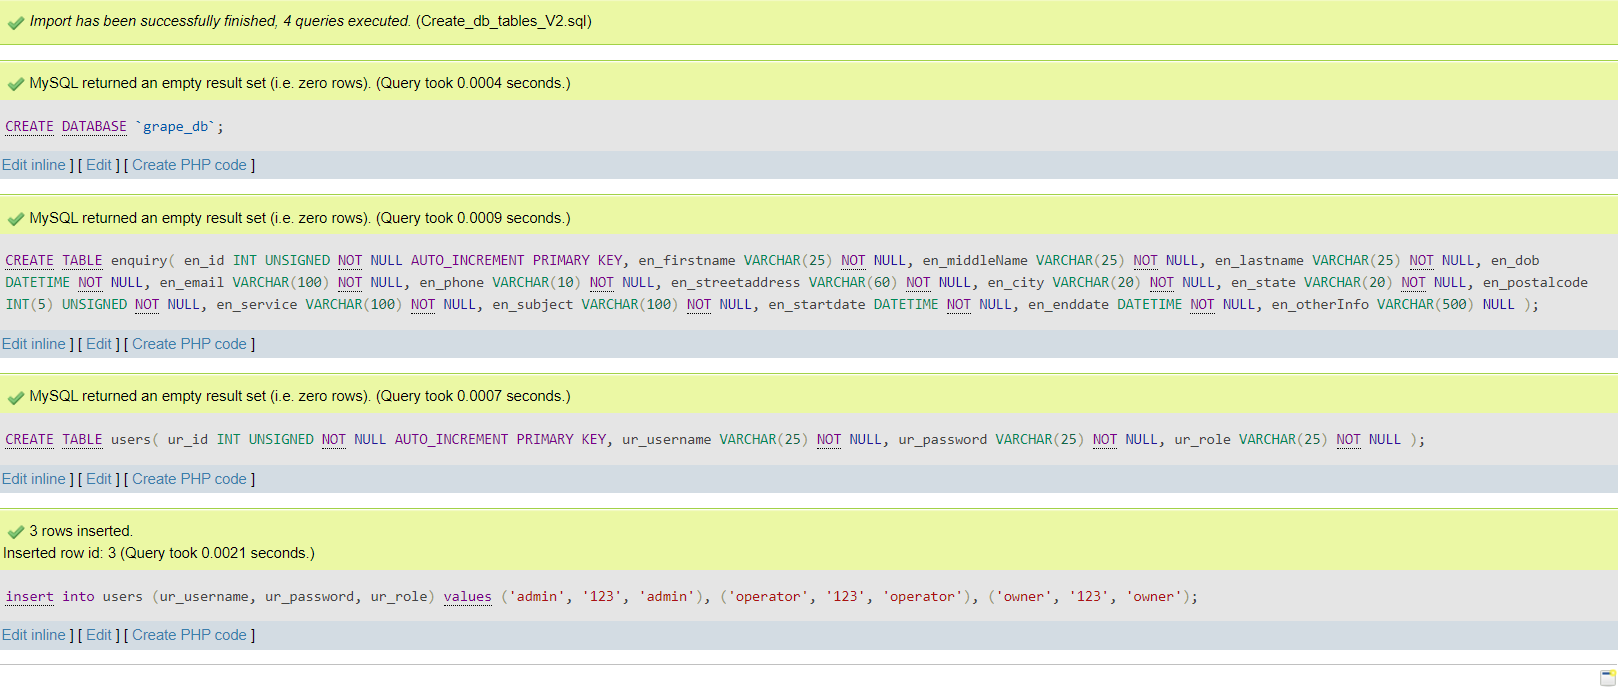 Import has been successfully finished, 4 queries executed. (Create_db_tables_V2.sql)
MySQL returned an empty result set (i.e. zero rows). (Query took 0.0004 seconds.)
CREATE DATABASE `grape_db`;
Edit inline ] [ Edit ] [ Create PHP code ]
MySQL returned an empty result set (i.e. zero rows). (Query took 0.0009 seconds.)
CREATE TABLE enquiry( en_id INT UNSIGNED NOT NULL AUTO_INCREMENT PRIMARY KEY, en_firstname VARCHAR(25) NOT NULL, en_middleName VARCHAR(25) NOT NULL, en_lastname VARCHAR(25) NOT NULL, en_dob
DATETIME NOT NULL, en_email VARCHAR(100) NOT NULL, en_phone VARCHAR(10) NOT NULL, en_streetaddress VARCHAR(60) NOT NULL, en_city VARCHAR(20) NOT NULL, en_state VARCHAR(20) NOT NULL, en_postalcode
INT(5) UNSIGNED NOT NULL, en_service VARCHAR(100) NOT NULL, en_subject VARCHAR(100) NOT NULL, en_startdate DATETIME NOT NULL, en_enddate DATETIME NOT NULL, en_otherInfo VARCHAR(500) NULL );
Edit inline ] [ Edit ] [ Create PHP code ]
MySQL returned an empty result set (i.e. zero rows). (Query took 0.0007 seconds.)
CREATE TABLE users( ur_id INT UNSIGNED NOT NULL AUTO_INCREMENT PRIMARY KEY, ur_username VARCHAR(25) NOT NULL, ur_password VARCHAR(25) NOT NULL, ur_role VARCHAR(25) NOT NULL );
Edit inline ] [ Edit ] [ Create PHP code ]
3 rows inserted.
Inserted row id: 3 (Query took 0.0021 seconds.)
insert into users (ur_username, ur_password, ur_role) values ('admin', '123', 'admin'), ('operator', '123', 'operator'), ('owner', '123', 'owner');
Edit inline ] [ Edit ] [ Create PHP code ]